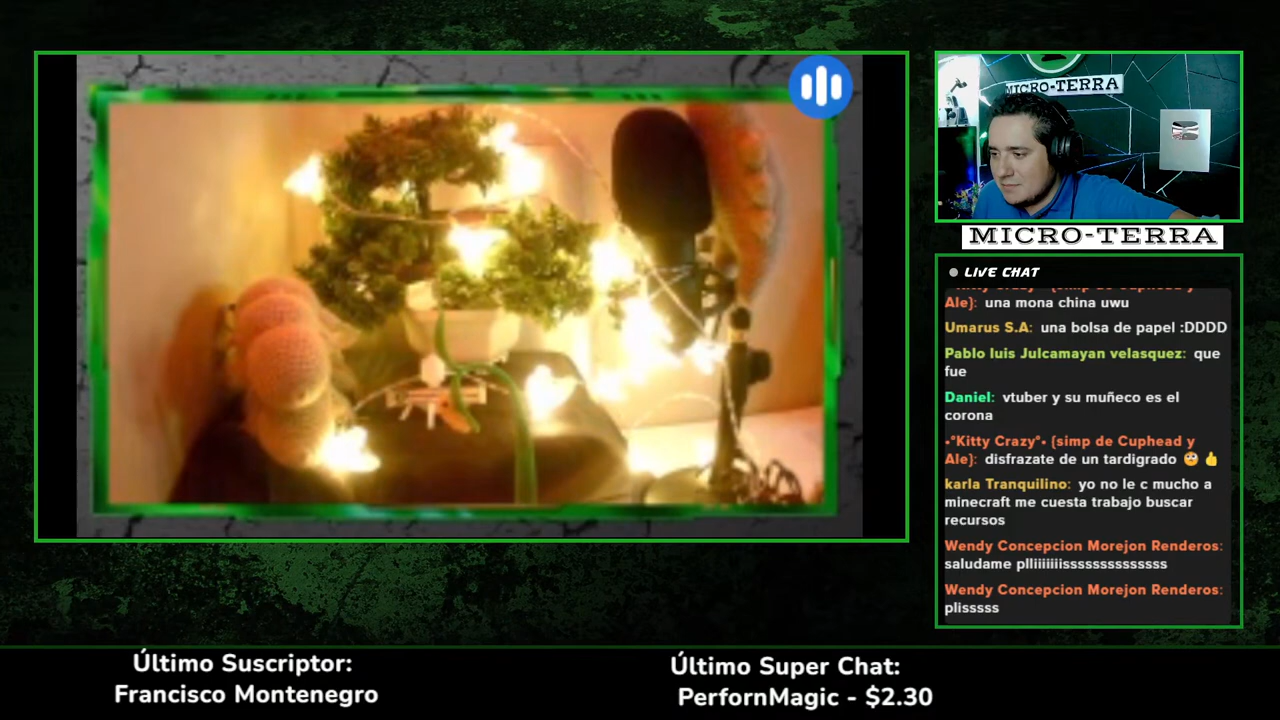 MICRO-TERRA
MICRO-TERRA
LIVE CHAT
Ale): una mona china uwu
Umarus S.A: una bolsa de papel :DDDD
Pablo luis Julcamayan velasquez: que
fue
Daniel: vtuber y su muñeco es el
corona
•°Kitty Crazy°• (simp de Cuphead y
Ale): disfrazate de un tardigrado 🙄👍
karla Tranquilino: yo no le c mucho a
minecraft me cuesta trabajo buscar
recursos
Wendy Concepcion Morejon Renderos:
saludame plliiiiiiissssssssssssss
Wendy Concepcion Morejon Renderos:
plisssss
Último Suscriptor:
Francisco Montenegro
Último Super Chat:
PerfornMagic - $2.30